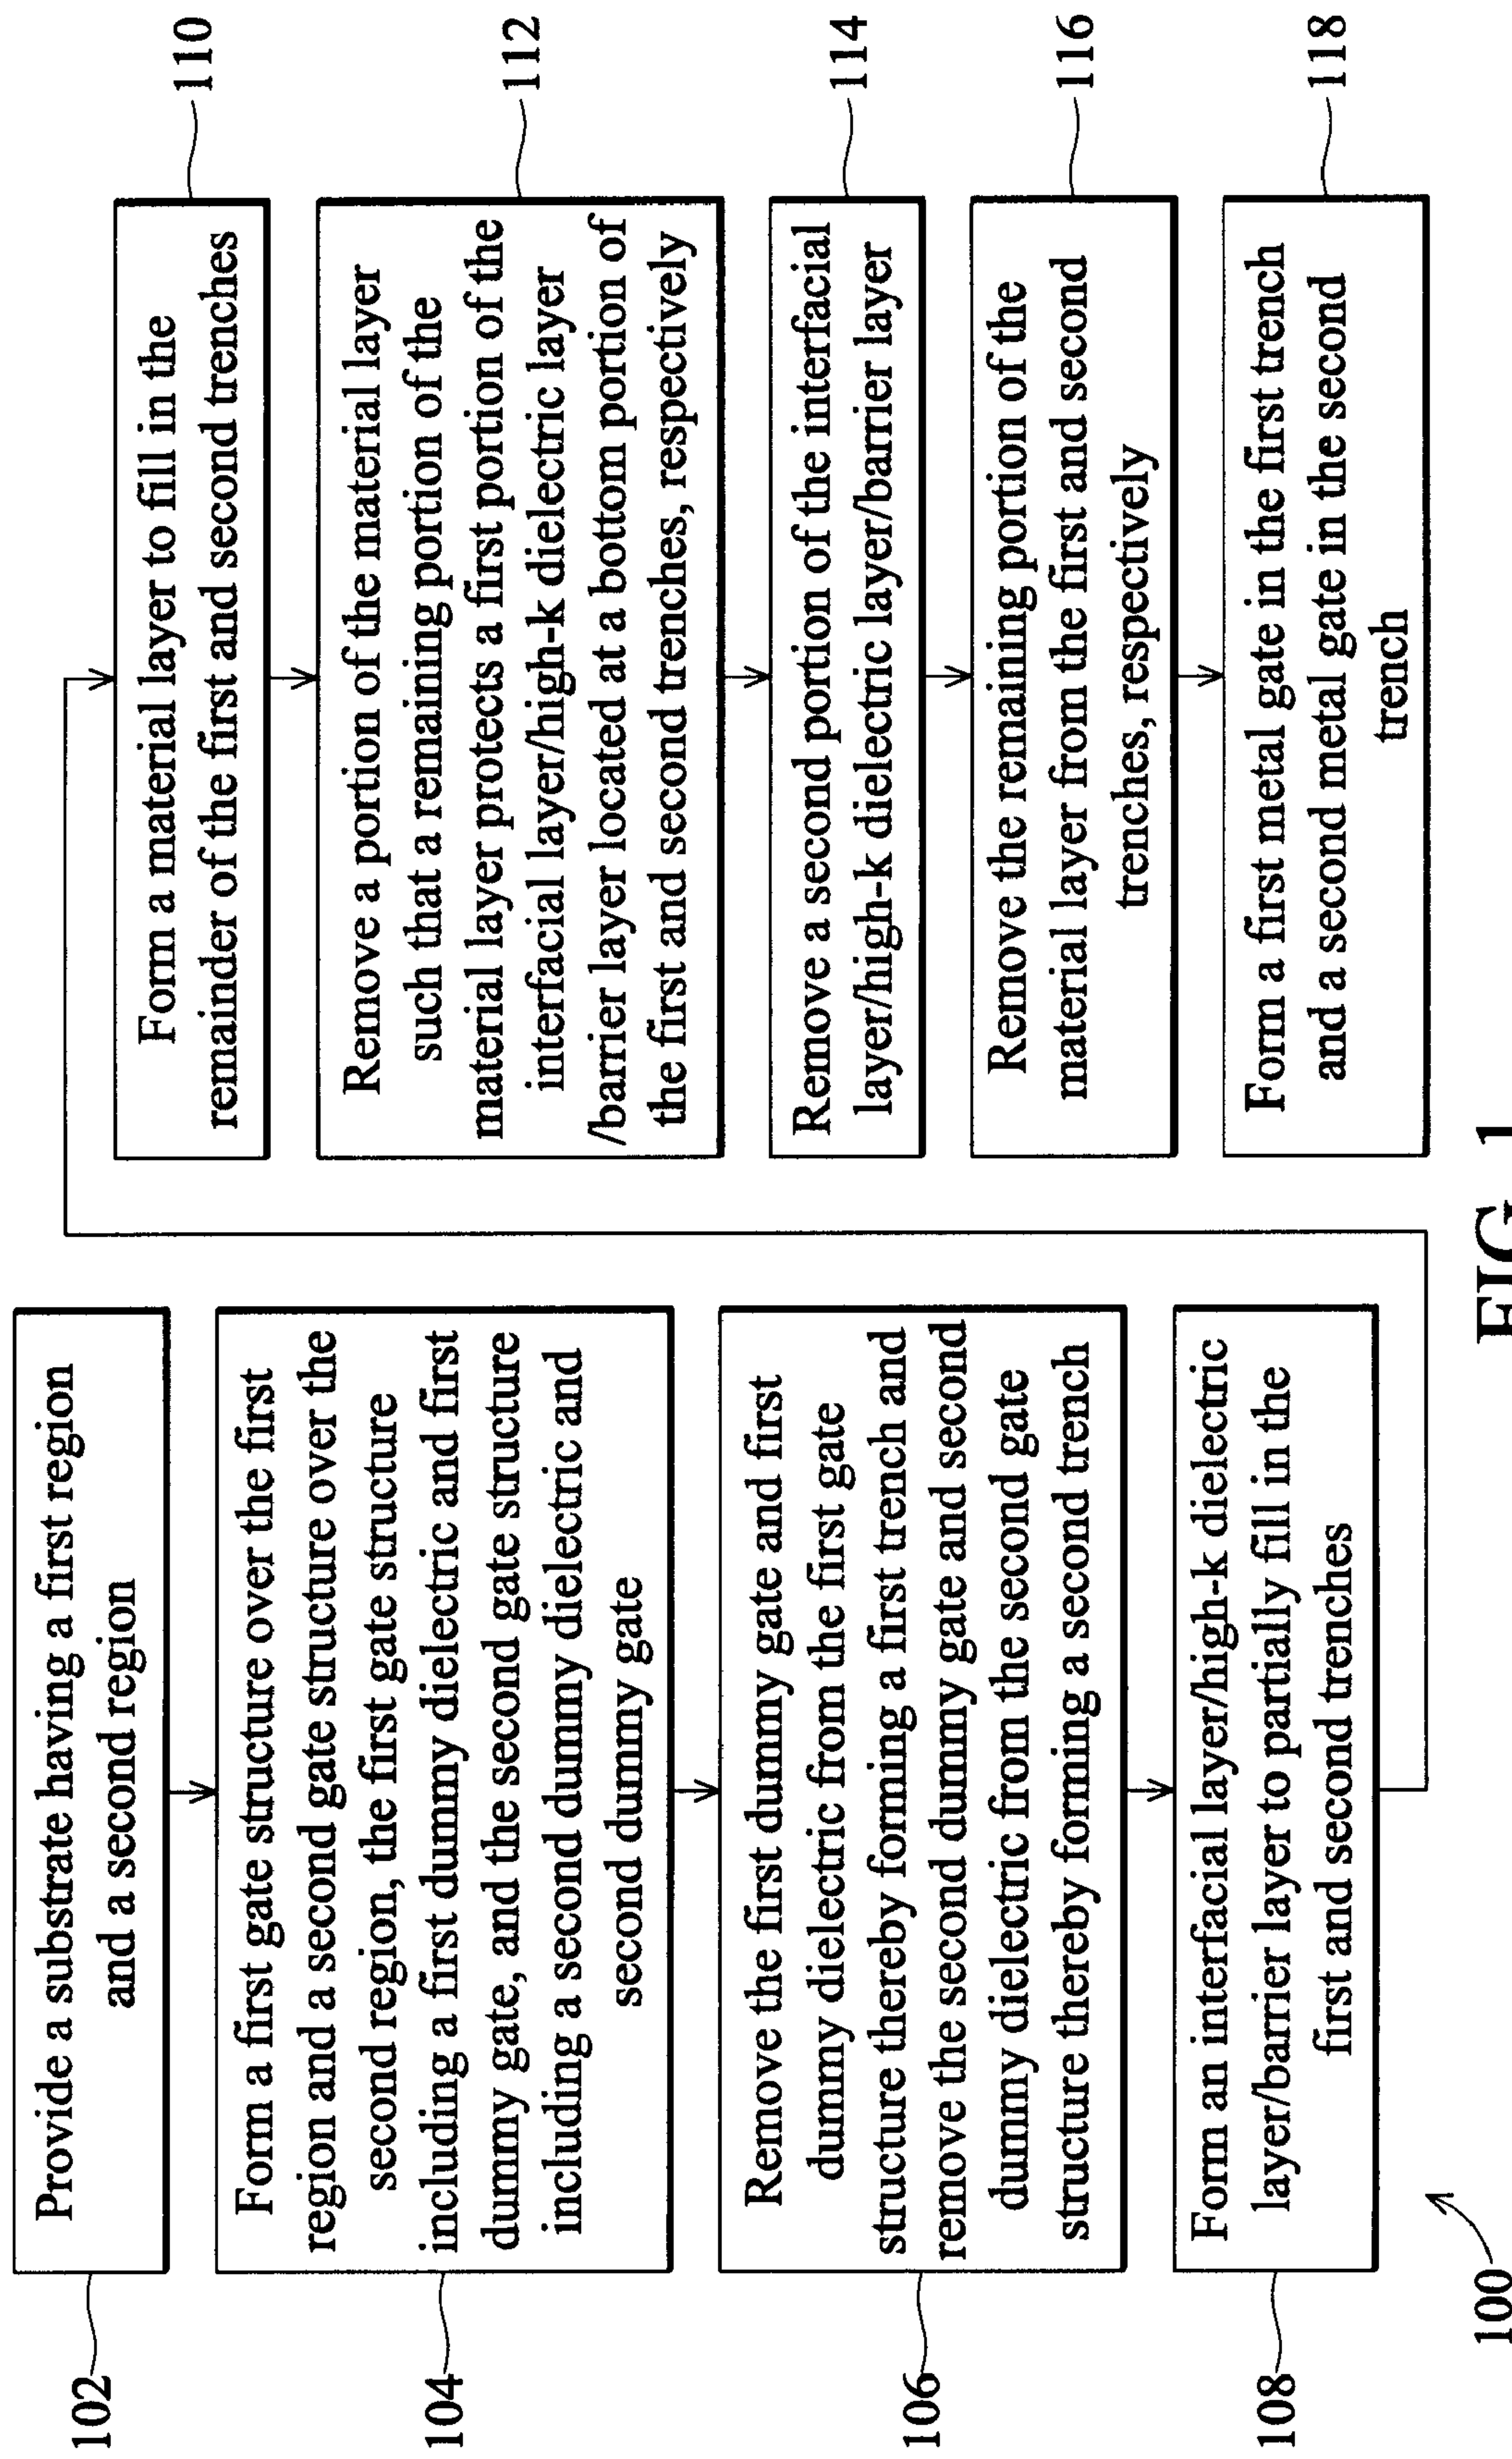 102
Provide a substrate having a first region
and a second region
104
Form a first gate structure over the first
region and a second gate structure over the
second region, the first gate structure
including a first dummy dielectric and first
dummy gate, and the second gate structure
including a second dummy dielectric and
second dummy gate
106
Remove the first dummy gate and first
dummy dielectric from the first gate
structure thereby forming a first trench and
remove the second dummy gate and second
dummy dielectric from the second gate
structure thereby forming a second trench
108
Form an interfacial layer/high-k dielectric
layer/barrier layer to partially fill in the
first and second trenches
110
Form a material layer to fill in the
remainder of the first and second trenches
112
Remove a portion of the material layer
such that a remaining portion of the
material layer protects a first portion of the
interfacial layer/high-k dielectric layer
/barrier layer located at a bottom portion of
the first and second trenches, respectively
114
Remove a second portion of the interfacial
layer/high-k dielectric layer/barrier layer
116
Remove the remaining portion of the
material layer from the first and second
trenches, respectively
118
Form a first metal gate in the first trench
and a second metal gate in the second
trench
100
FIG. 1